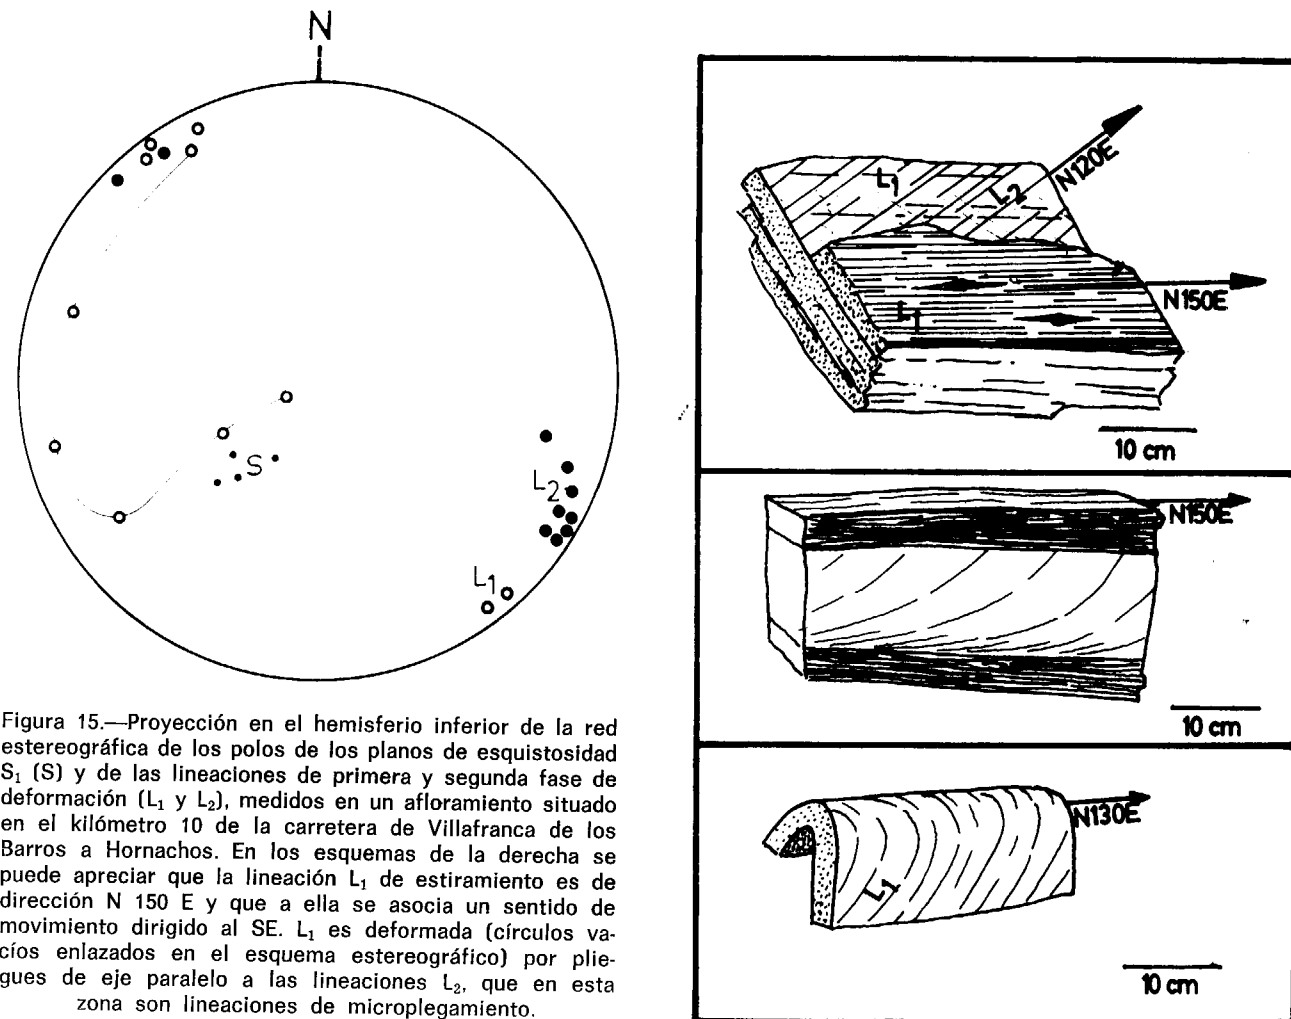 N
S
L2
L1
Figura 15.—Proyección en el hemisferio inferior de la red
estereográfica de los polos de los planos de esquistosidad
S₁ (S) y de las lineaciones de primera y segunda fase de
deformación (L₁ y L₂), medidos en un afloramiento situado
en el kilómetro 10 de la carretera de Villafranca de los
Barros a Hornachos. En los esquemas de la derecha se
puede apreciar que la lineación L₁ de estiramiento es de
dirección N 150 E y que a ella se asocia un sentido de
movimiento dirigido al SE. L₁ es deformada (círculos va-
cíos enlazados en el esquema estereográfico) por plie-
gues de eje paralelo a las lineaciones L₂, que en esta
zona son lineaciones de microplegamiento.
L1
L2
N120E
L1
N150E
10 cm
N150E
10 cm
L1
N130E
10 cm